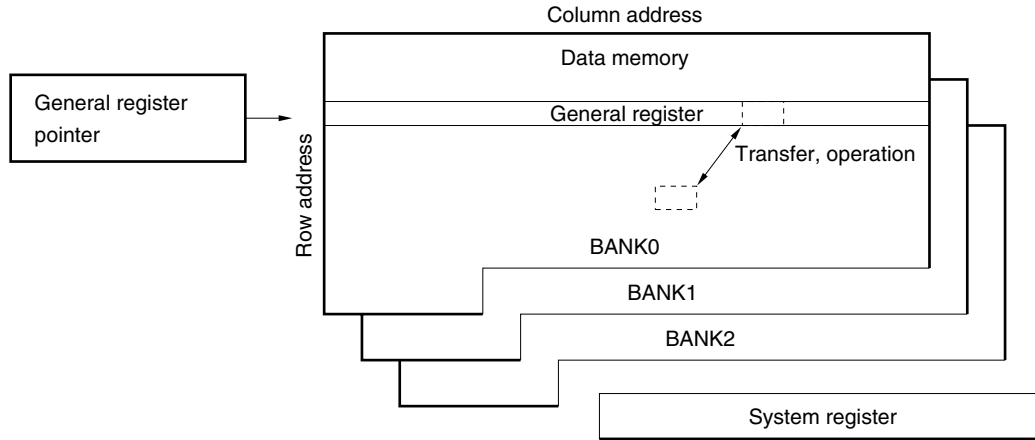 Column address
Data memory
General register
pointer
General register
Transfer, operation
Row address
BANK0
BANK1
BANK2
System register